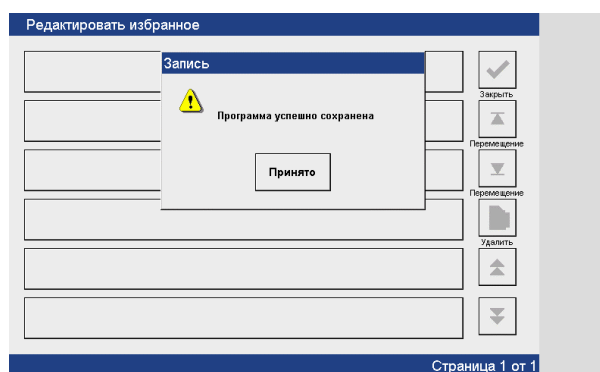 Редактировать избранное
Запись
Программа успешно сохранена
Принято
Закрыть
Перемещение
Перемещение
Удалить
Страница 1 от 1